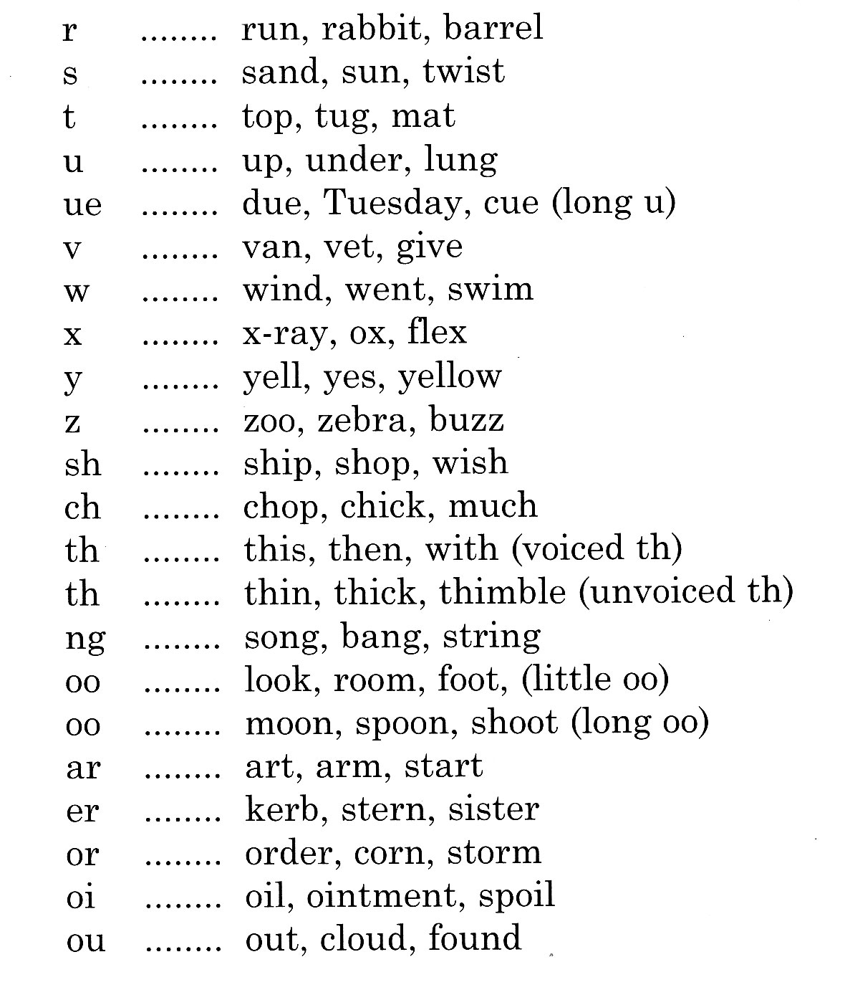 r ........ run, rabbit, barrel
s ........ sand, sun, twist
t ........ top, tug, mat
u ........ up, under, lung
ue ........ due, Tuesday, cue (long u)
v ........ van, vet, give
w ........ wind, went, swim
x ........ x-ray, ox, flex
y ........ yell, yes, yellow
z ........ zoo, zebra, buzz
sh ........ ship, shop, wish
ch ........ chop, chick, much
th ........ this, then, with (voiced th)
th ........ thin, thick, thimble (unvoiced th)
ng ........ song, bang, string
oo ........ look, room, foot, (little oo)
oo ........ moon, spoon, shoot (long oo)
ar ........ art, arm, start
er ........ kerb, stern, sister
or ........ order, corn, storm
oi ........ oil, ointment, spoil
ou ........ out, cloud, found